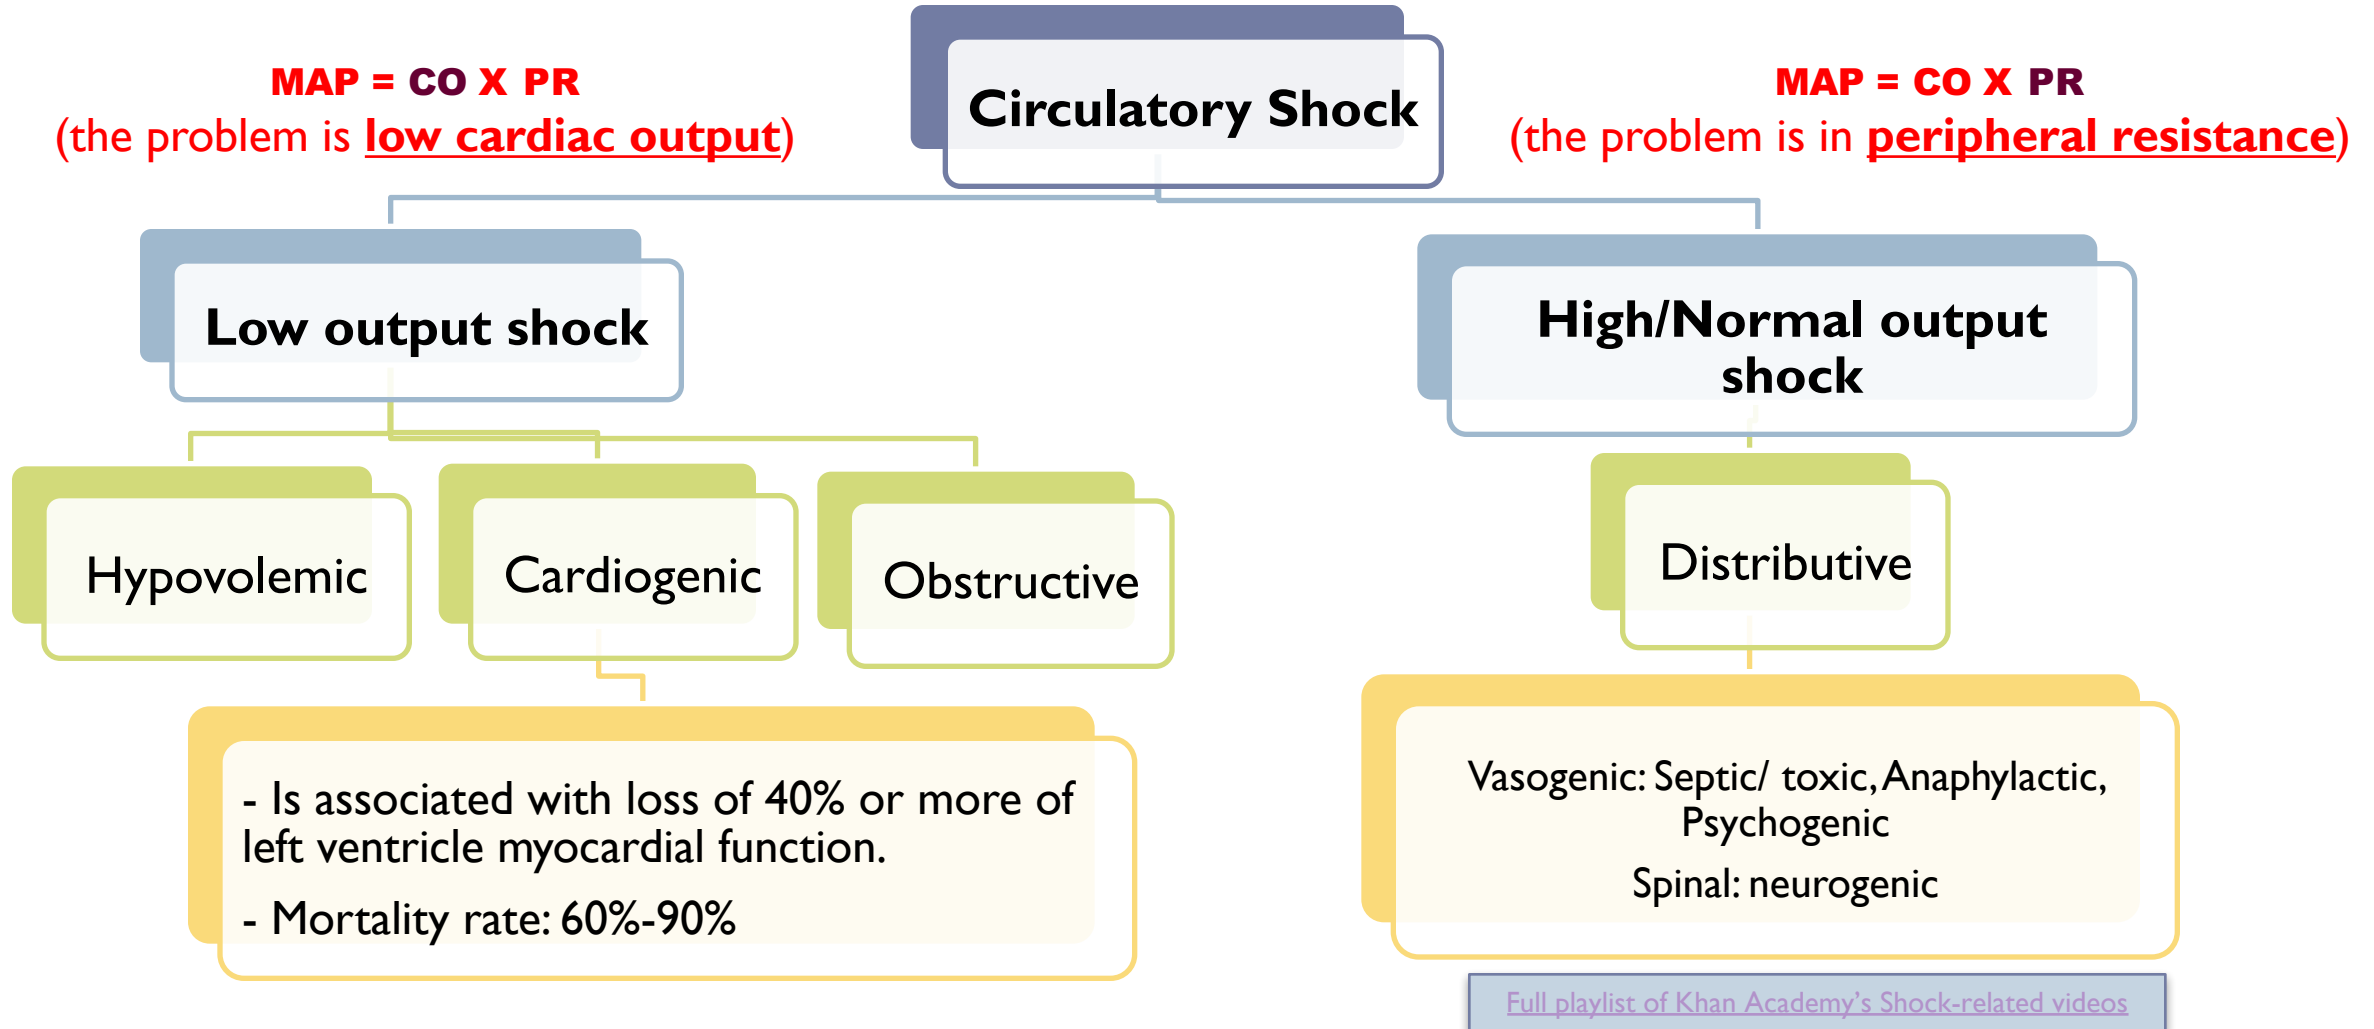 Circulatory Shock
MAP = CO X PR
(the problem is low cardiac output)
MAP = CO X PR
(the problem is in peripheral resistance)
Low output shock
High/Normal output
shock
Hypovolemic
Cardiogenic
Obstructive
Distributive
- Is associated with loss of 40% or more of
left ventricle myocardial function.
- Mortality rate: 60%-90%
Vasogenic: Septic/ toxic, Anaphylactic,
Psychogenic
Spinal: neurogenic
Full playlist of Khan Academy’s Shock-related videos